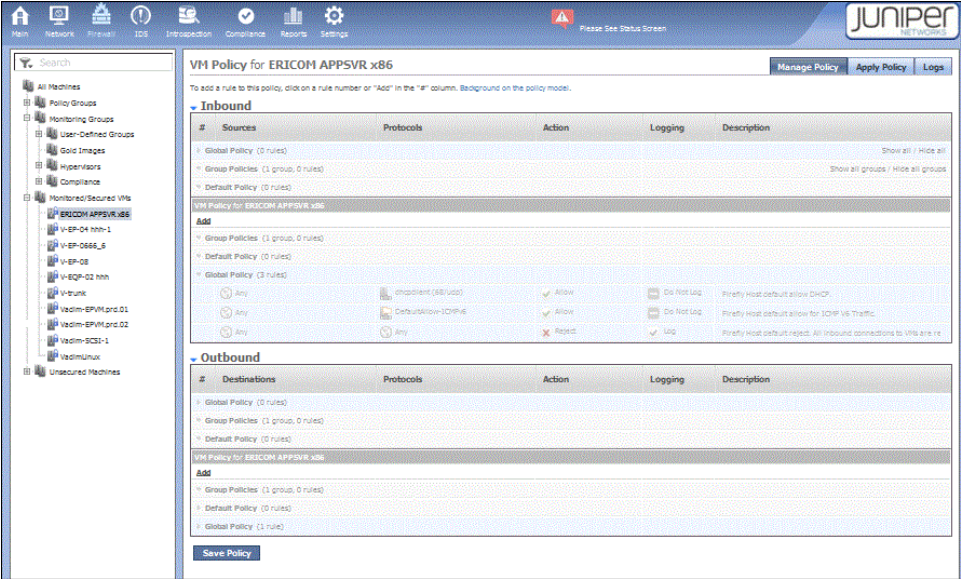 Main Network Firewall IDS Introspection Compliance Reports Settings
Please See Status Screen
JUNIPER
NETWORKS
Search
All Machines
Policy Groups
Monitoring Groups
User-Defined Groups
Gold Images
Hypervisors
Compliance
Monitored/Secured VMs
ERICOM APPSVR x86
V-EP-04 hhh-1
V-EP-0666_6
V-EP-08
V-EQP-02 hhh
V-trunk
Vadim-EPVM.prd.01
Vadim-EPVM.prd.02
Vadim-SCSI-1
VadimLinux
Unsecured Machines
VM Policy for ERICOM APPSVR x86
Manage Policy Apply Policy Logs
To add a rule to this policy, click on a rule number or "Add" in the "#" column. Background on the policy model.
Inbound
# Sources Protocols Action Logging Description
Global Policy (0 rules) Show all / Hide all
Group Policies (1 group, 0 rules) Show all groups / Hide all groups
Default Policy (0 rules)
VM Policy for ERICOM APPSVR x86
Add
Group Policies (1 group, 0 rules)
Default Policy (0 rules)
Global Policy (3 rules)
Any dhcpclient (68/udp) Allow Do Not Log Firefly Host default allow DHCP.
Any DefaultAllow-ICMPv6 Allow Do Not Log Firefly Host default allow for ICMP V6 Traffic.
Any Any Reject Log Firefly Host default reject. All inbound connections to VMs are re
Outbound
# Destinations Protocols Action Logging Description
Global Policy (0 rules)
Group Policies (1 group, 0 rules)
Default Policy (0 rules)
VM Policy for ERICOM APPSVR x86
Add
Group Policies (1 group, 0 rules)
Default Policy (0 rules)
Global Policy (1 rule)
Save Policy